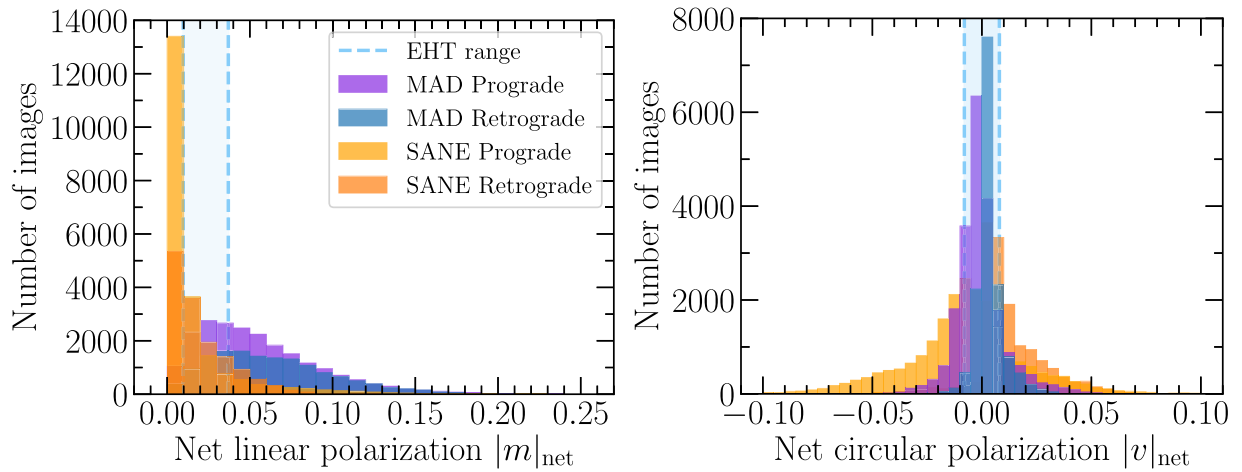 14000
12000
10000
8000
6000
4000
2000
0
Number of images
0.00 0.05 0.10 0.15 0.20 0.25
Net linear polarization |m|net
EHT range
MAD Prograde
MAD Retrograde
SANE Prograde
SANE Retrograde
8000
6000
4000
2000
0
Number of images
−0.10 −0.05 0.00 0.05 0.10
Net circular polarization |v|net